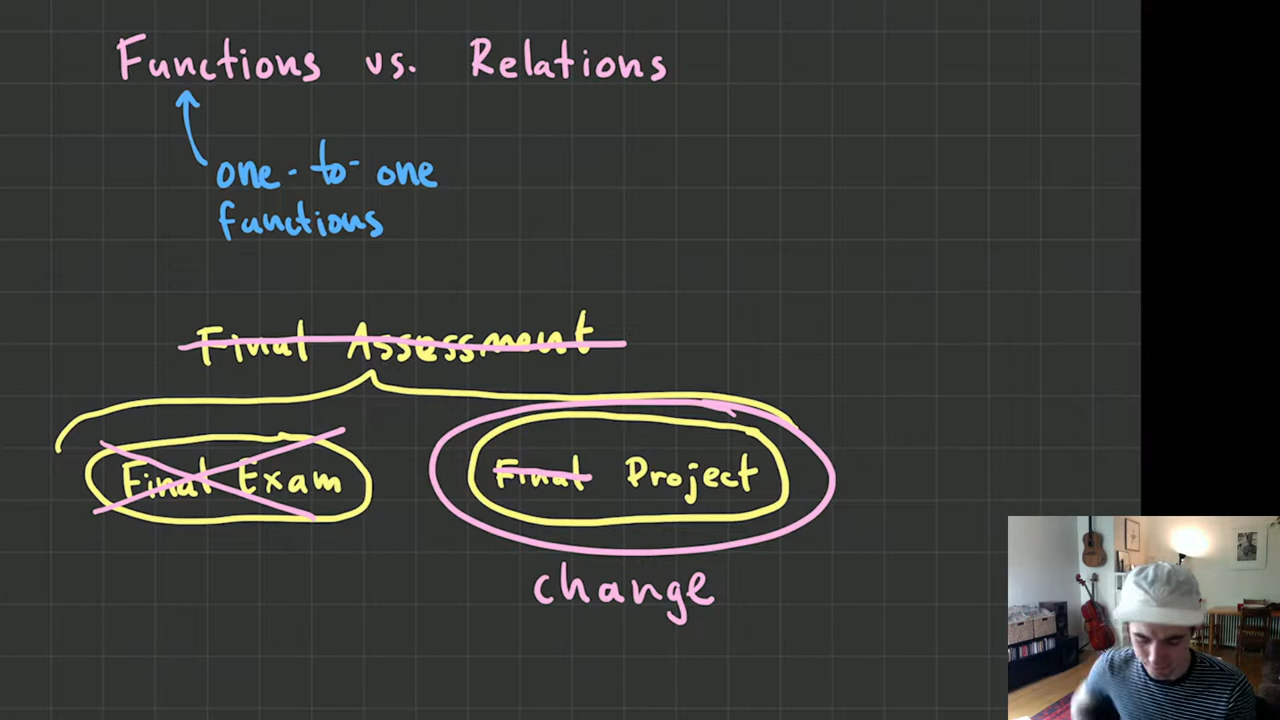 Functions vs. Relations
one-to-one
functions
Final Assessment
Final Exam
Final Project
change